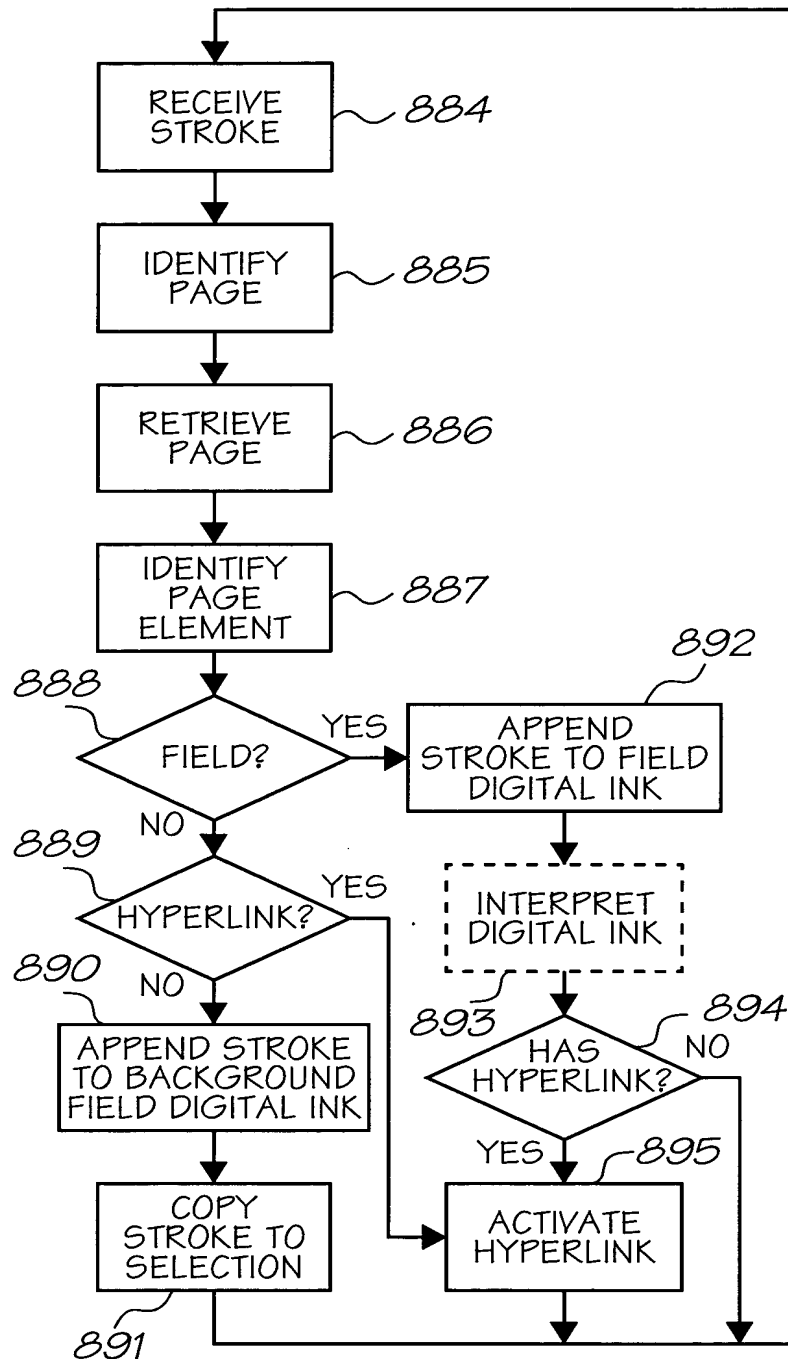 RECEIVE
STROKE
884
IDENTIFY
PAGE
885
RETRIEVE
PAGE
886
IDENTIFY
PAGE
ELEMENT
887
888
FIELD?
YES
NO
892
APPEND
STROKE TO FIELD
DIGITAL INK
889
HYPERLINK?
YES
NO
INTERPRET
DIGITAL INK
893
890
APPEND STROKE
TO BACKGROUND
FIELD DIGITAL INK
894
HAS
HYPERLINK?
NO
YES
895
COPY
STROKE TO
SELECTION
891
ACTIVATE
HYPERLINK